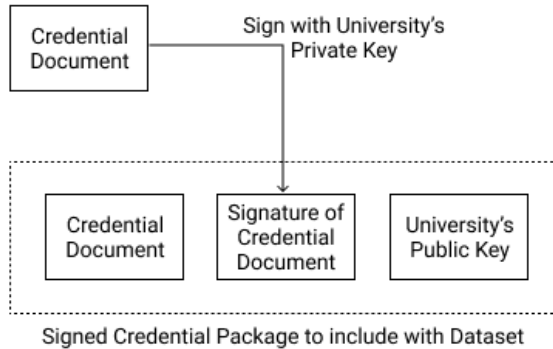 Credential
Document
Sign with University’s
Private Key
Credential
Document
Signature of
Credential
Document
University’s
Public Key
Signed Credential Package to include with Dataset